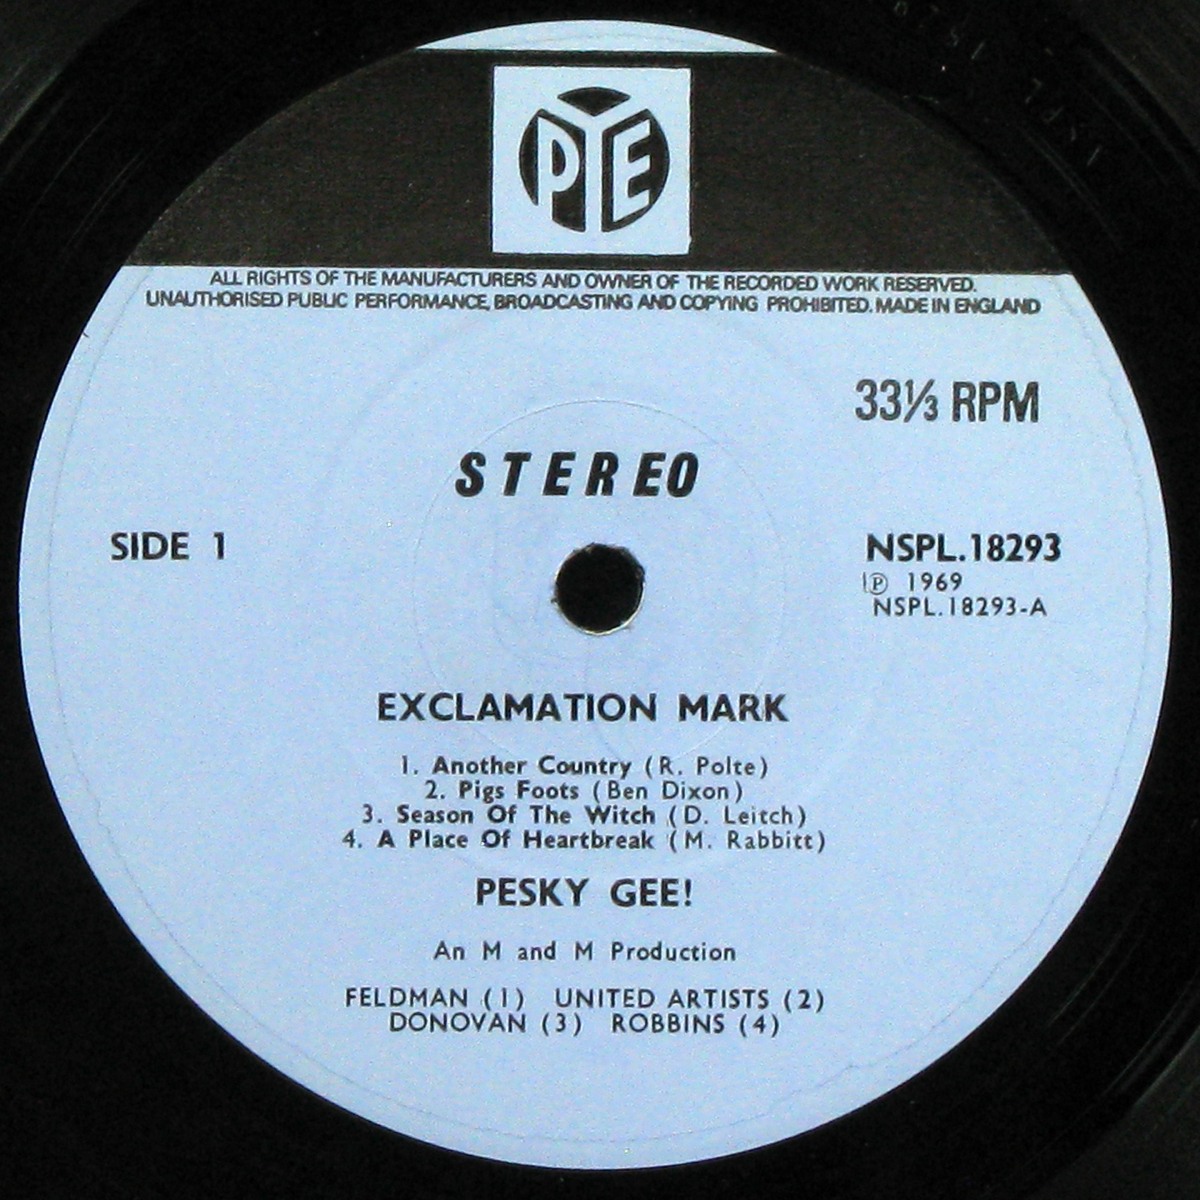 PYE
ALL RIGHTS OF THE MANUFACTURERS AND OWNER OF THE RECORDED WORK RESERVED.
UNAUTHORISED PUBLIC PERFORMANCE, BROADCASTING AND COPYING PROHIBITED. MADE IN ENGLAND
33⅓ RPM
STEREO
SIDE 1
NSPL.18293
℗ 1969
NSPL.18293-A
EXCLAMATION MARK
1. Another Country (R. Polte)
2. Pigs Foots (Ben Dixon)
3. Season Of The Witch (D. Leitch)
4. A Place Of Heartbreak (M. Rabbitt)
PESKY GEE!
An M and M Production
FELDMAN (1) UNITED ARTISTS (2)
DONOVAN (3) ROBBINS (4)